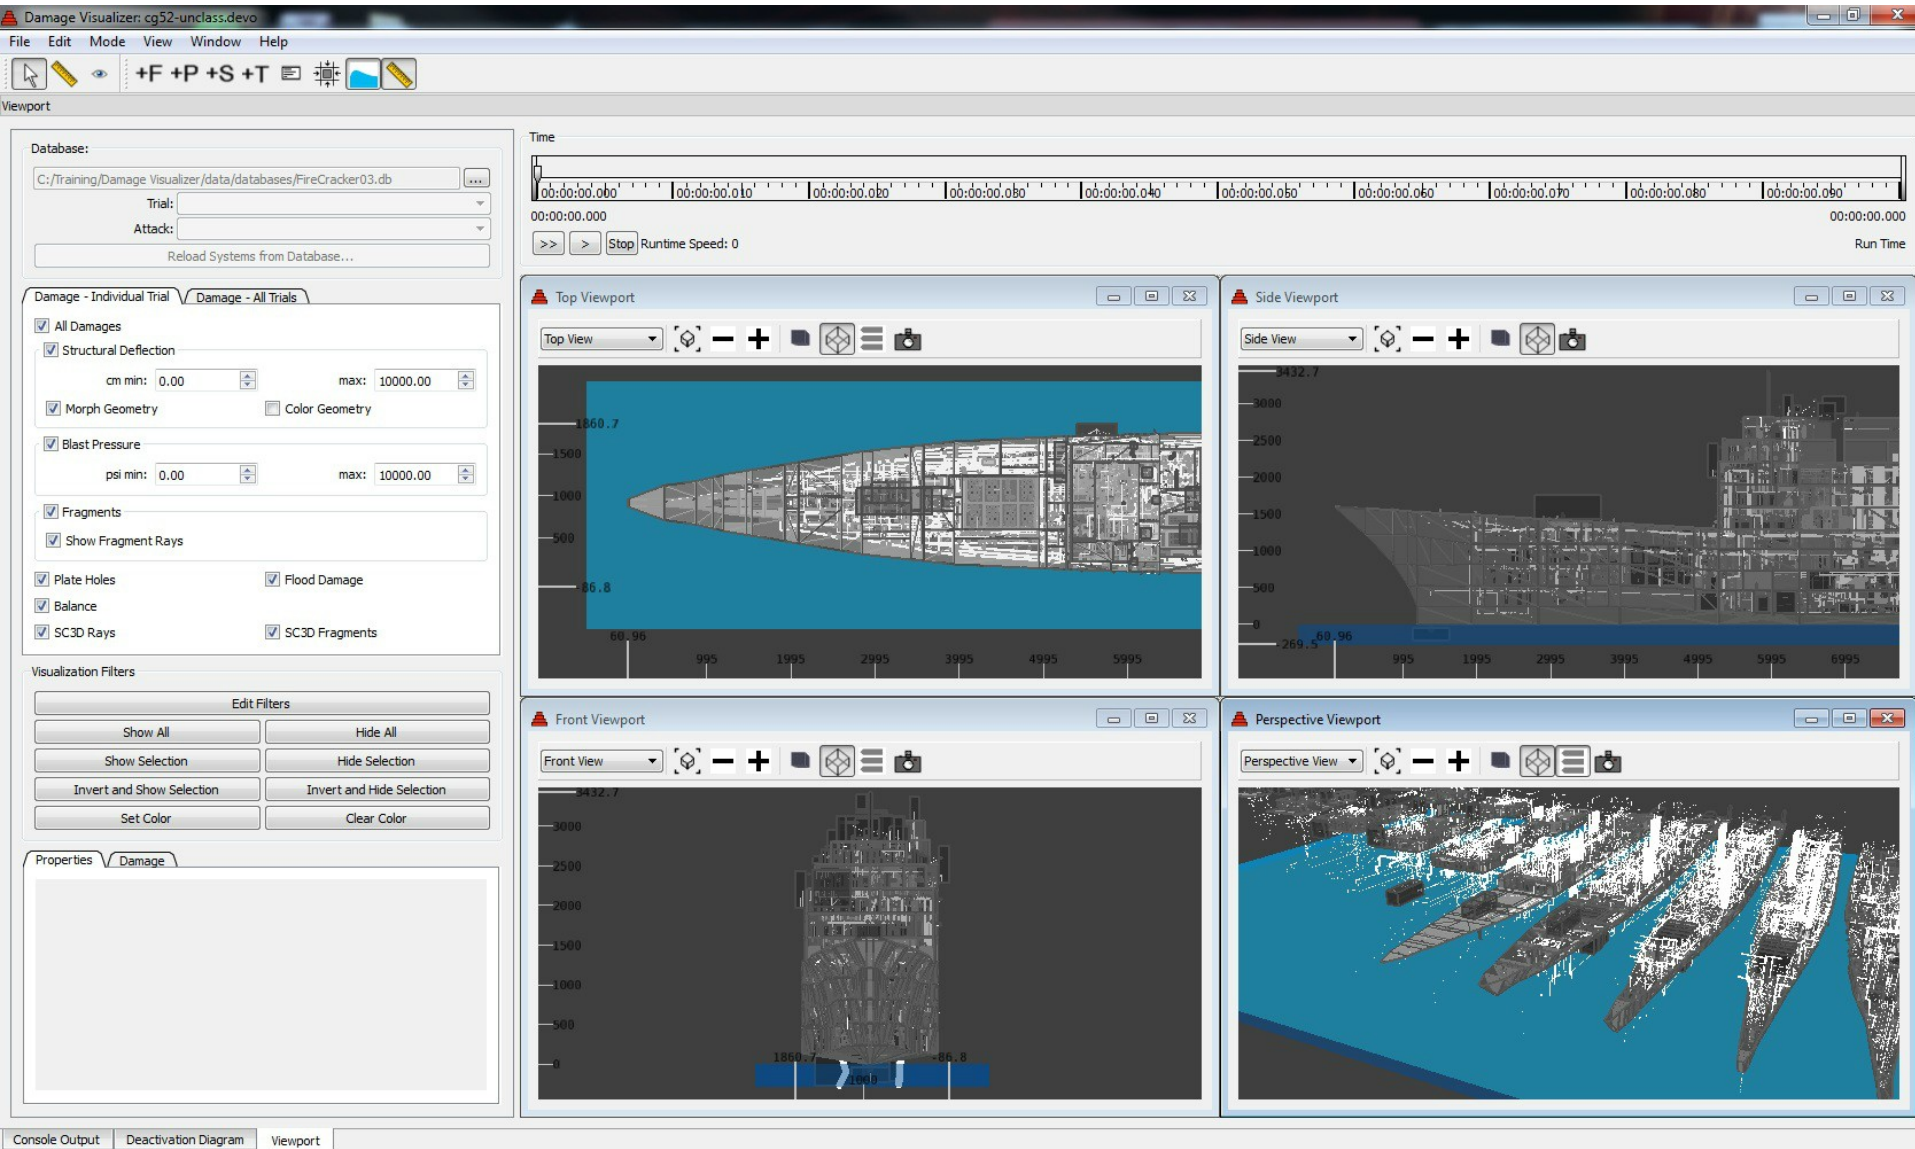 Damage Visualizer: cg52-unclass.devo
File Edit Mode View Window Help
+F +P +S +T
Viewport
Database:
C:/Training/Damage Visualizer/data/databases/FireCracker03.db ...
Trial:
Attack:
Reload Systems from Database...
Damage - Individual Trial Damage - All Trials
All Damages
Structural Deflection
cm min: 0.00 max: 10000.00
Morph Geometry Color Geometry
Blast Pressure
psi min: 0.00 max: 10000.00
Fragments
Show Fragment Rays
Plate Holes Flood Damage
Balance
SC3D Rays SC3D Fragments
Visualization Filters
Edit Filters
Show All Hide All
Show Selection Hide Selection
Invert and Show Selection Invert and Hide Selection
Set Color Clear Color
Properties Damage
Time
00:00:00.000 00:00:00.010 00:00:00.020 00:00:00.030 00:00:00.040 00:00:00.050 00:00:00.060 00:00:00.070 00:00:00.080 00:00:00.090
00:00:00.000 00:00:00.000
>> > Stop Runtime Speed: 0 Run Time
Top Viewport
Top View
1860.7
1500
1000
500
-86.8
60.96
995 1995 2995 3995 4995 5995
Side Viewport
Side View
3432.7
3000
2500
2000
1500
1000
500
0
-269.5 60.96
995 1995 2995 3995 4995 5995 6995
Front Viewport
Front View
3432.7
3000
2500
2000
1500
1000
500
0
1860.7 -86.8
1000
Perspective Viewport
Perspective View
Console Output Deactivation Diagram Viewport